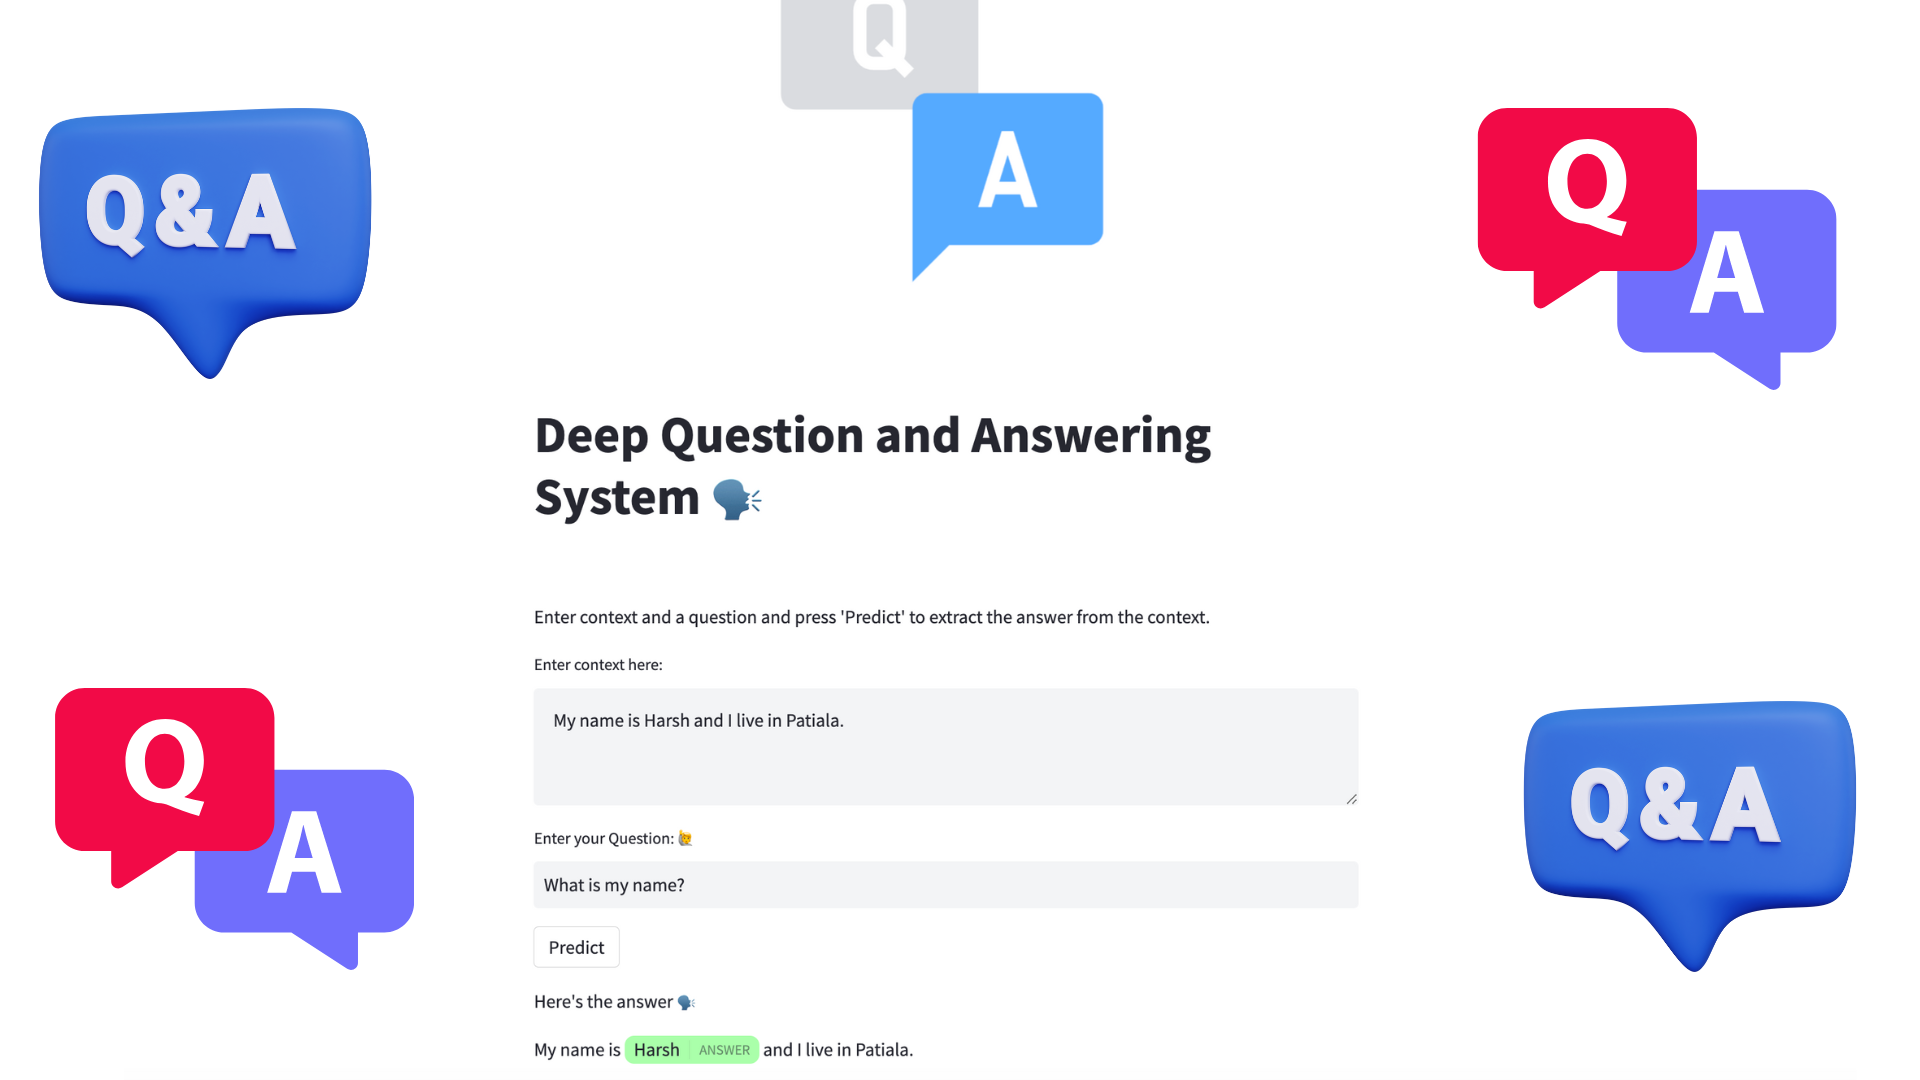 Q
A
Q&A
Q
A
Deep Question and Answering
System
Enter context and a question and press 'Predict' to extract the answer from the context.
Enter context here:
My name is Harsh and I live in Patiala.
Enter your Question:
What is my name?
Predict
Here's the answer
My name is Harsh ANSWER and I live in Patiala.
Q
A
Q&A